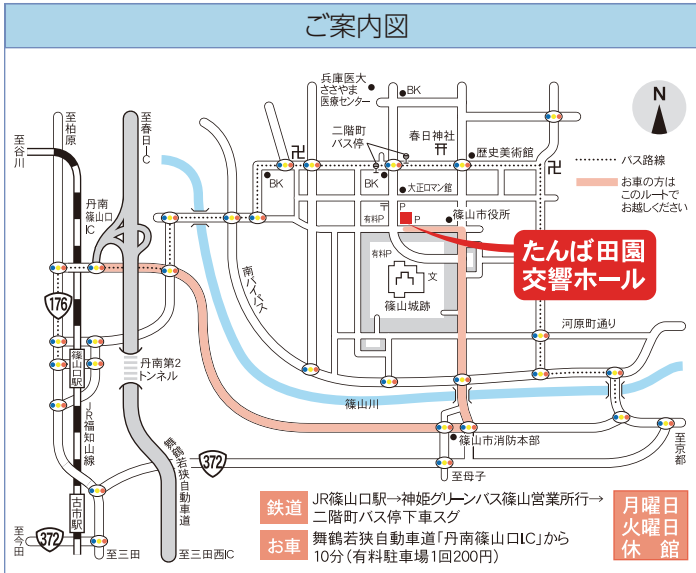 ご案内図
兵庫医大
ささやま
医療センター
BK
N
至柏原
至谷川
至春日IC
二階町
バス停
春日神社
歴史美術館
BK
BK
大正ロマン館
バス路線
お車の方は
このルートで
お越しください
丹南
篠山口
IC
〒
P
有料P
P
篠山市役所
たんば田園
交響ホール
有料P
文
篠山城跡
南バイパス
176
河原町通り
篠山口駅
丹南第2
トンネル
JR福知山線
篠山川
篠山市消防本部
至京都
舞鶴若狭自動車道
372
至母子
古市駅
372
至今田
至三田
至三田西IC
鉄道
JR篠山口駅→神姫グリーンバス篠山営業所行→
二階町バス停下車スグ
お車
舞鶴若狭自動車道「丹南篠山口I.C」から
10分(有料駐車場1回200円)
月曜日
火曜日
休館